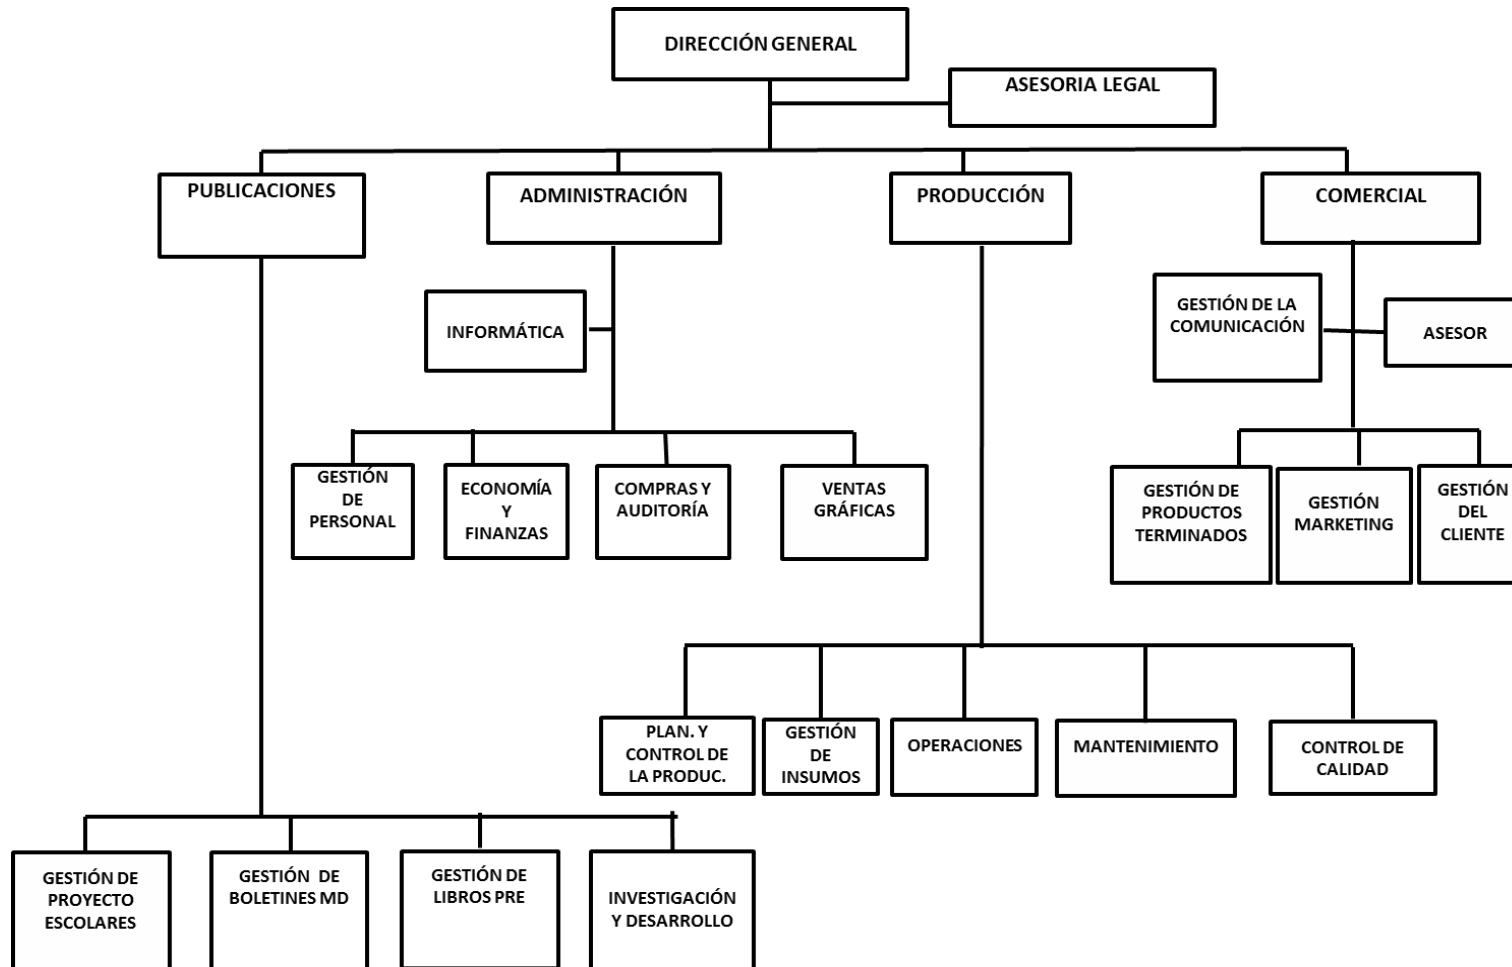 DIRECCIÓN GENERAL
ASESORIA LEGAL
PUBLICACIONES
ADMINISTRACIÓN
PRODUCCIÓN
COMERCIAL
INFORMÁTICA
GESTIÓN DE LA
COMUNICACIÓN
ASESOR
GESTIÓN
DE
PERSONAL
ECONOMÍA
Y
FINANZAS
COMPRAS Y
AUDITORÍA
VENTAS
GRÁFICAS
GESTIÓN DE
PRODUCTOS
TERMINADOS
GESTIÓN
MARKETING
GESTIÓN
DEL
CLIENTE
PLAN. Y
CONTROL DE
LA PRODUC.
GESTIÓN
DE
INSUMOS
OPERACIONES
MANTENIMIENTO
CONTROL DE
CALIDAD
GESTIÓN DE
PROYECTO
ESCOLARES
GESTIÓN DE
BOLETINES MD
GESTIÓN DE
LIBROS PRE
INVESTIGACIÓN
Y DESARROLLO